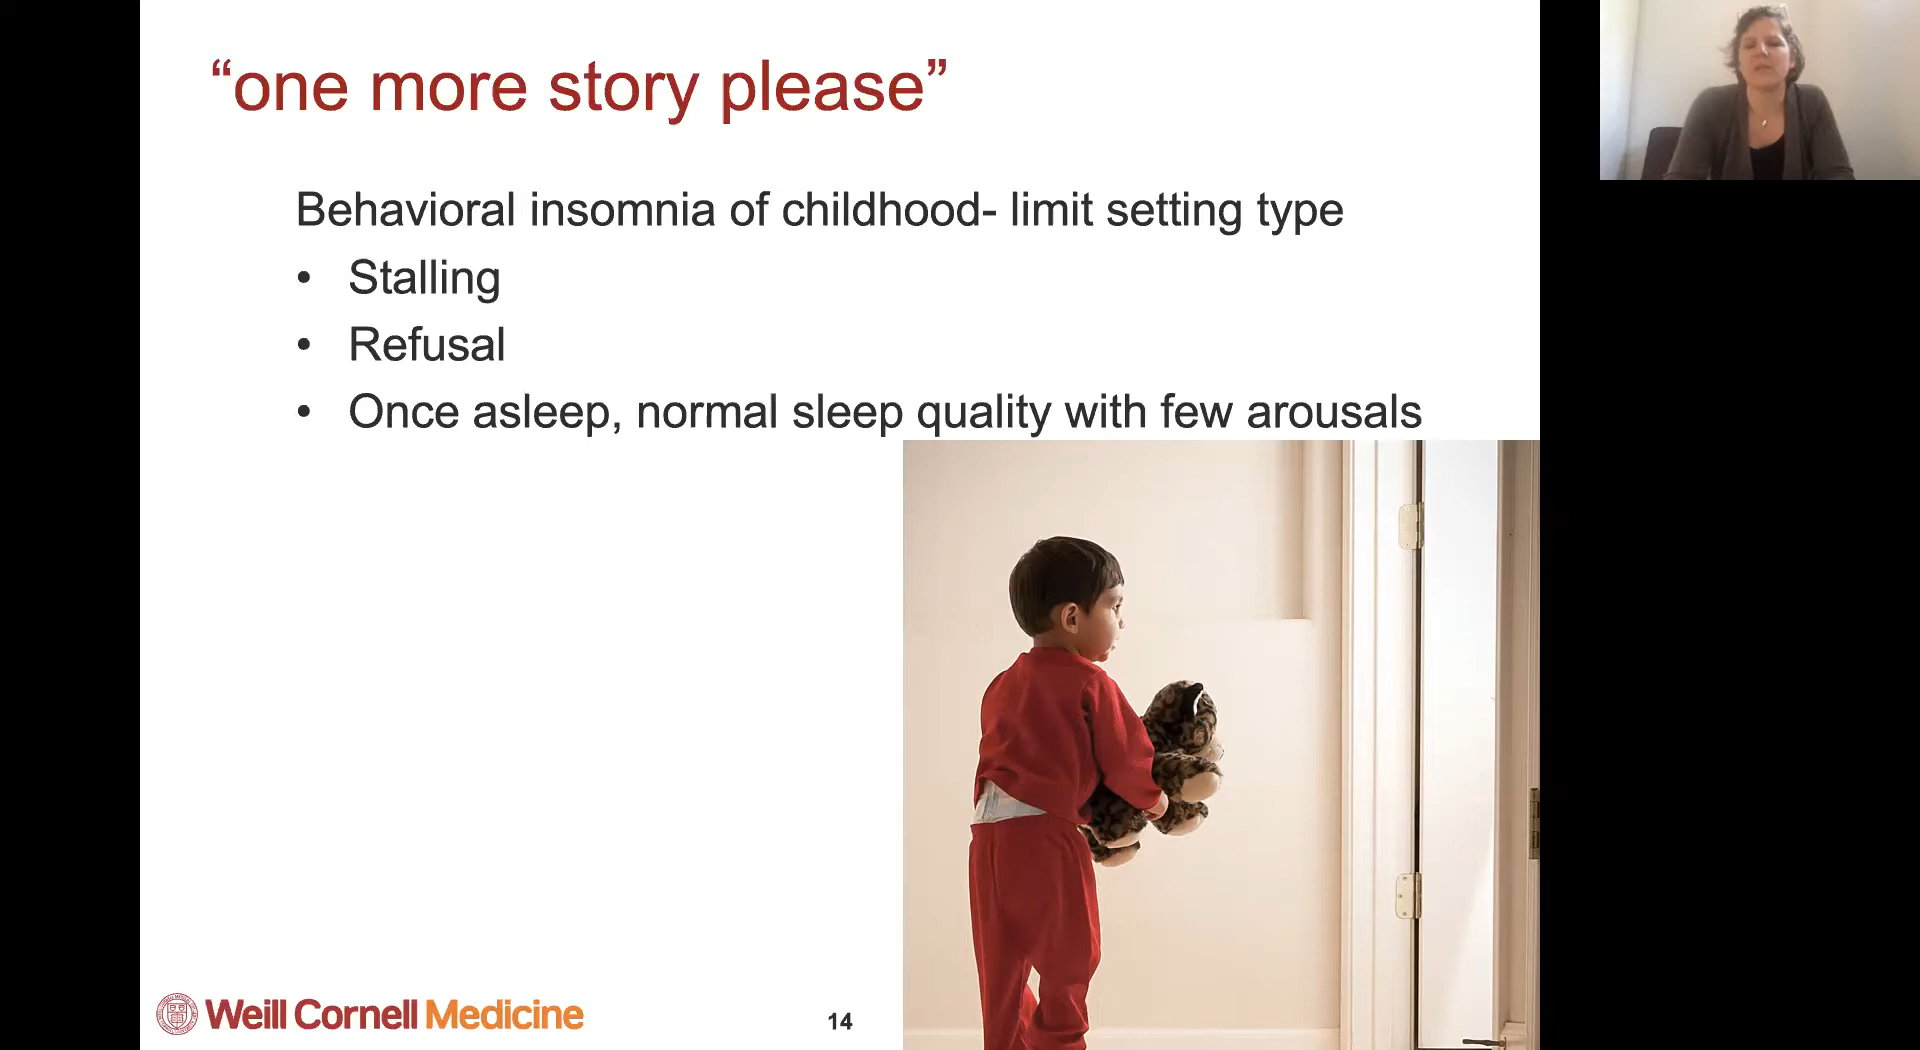 “one more story please”
Behavioral insomnia of childhood- limit setting type
• Stalling
• Refusal
• Once asleep, normal sleep quality with few arousals
Weill Cornell Medicine
14